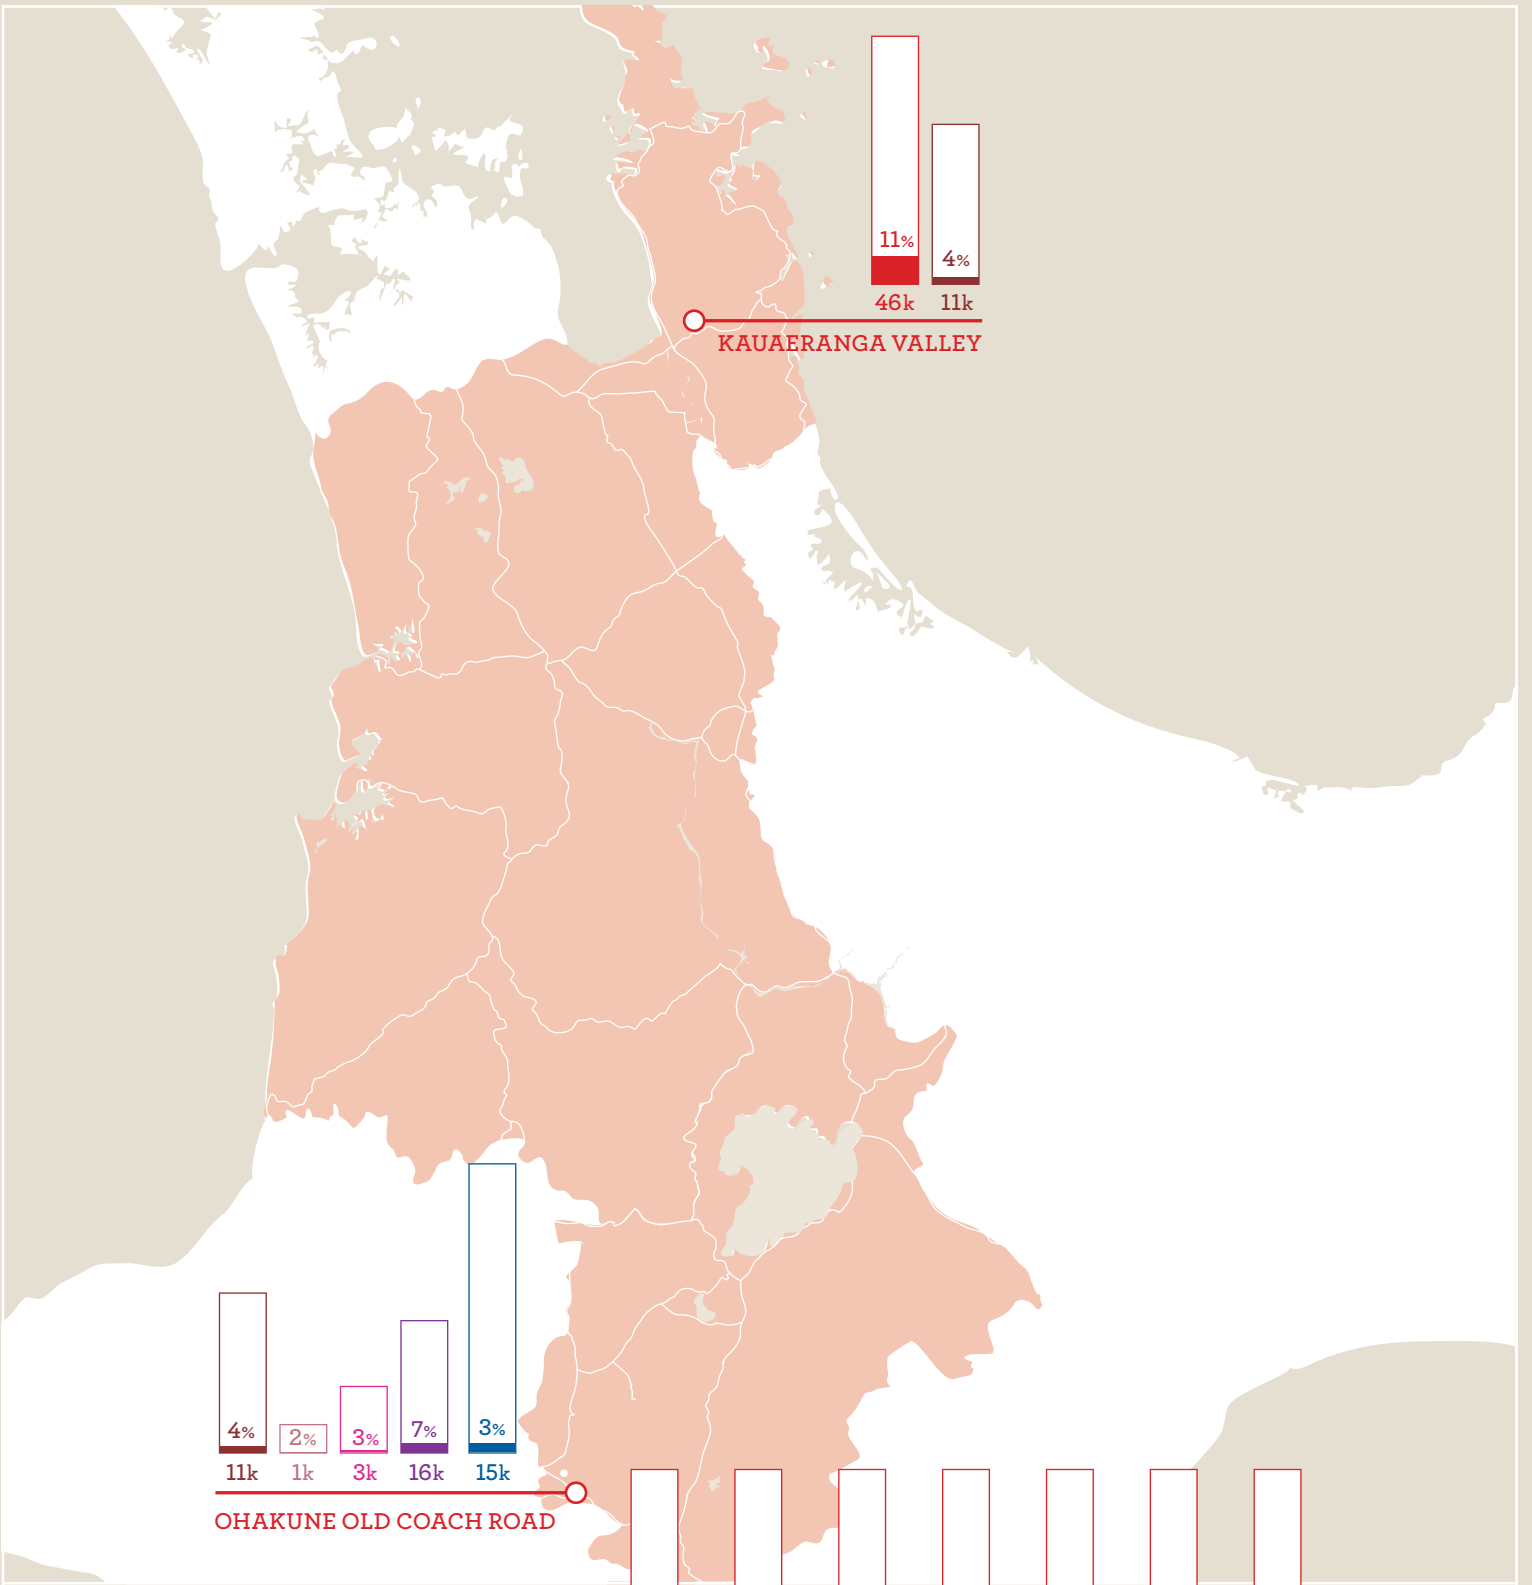 11%
4%
46k
11k
KAUAERANGA VALLEY
4%
2%
3%
7%
3%
11k
1k
3k
16k
15k
OHAKUNE OLD COACH ROAD